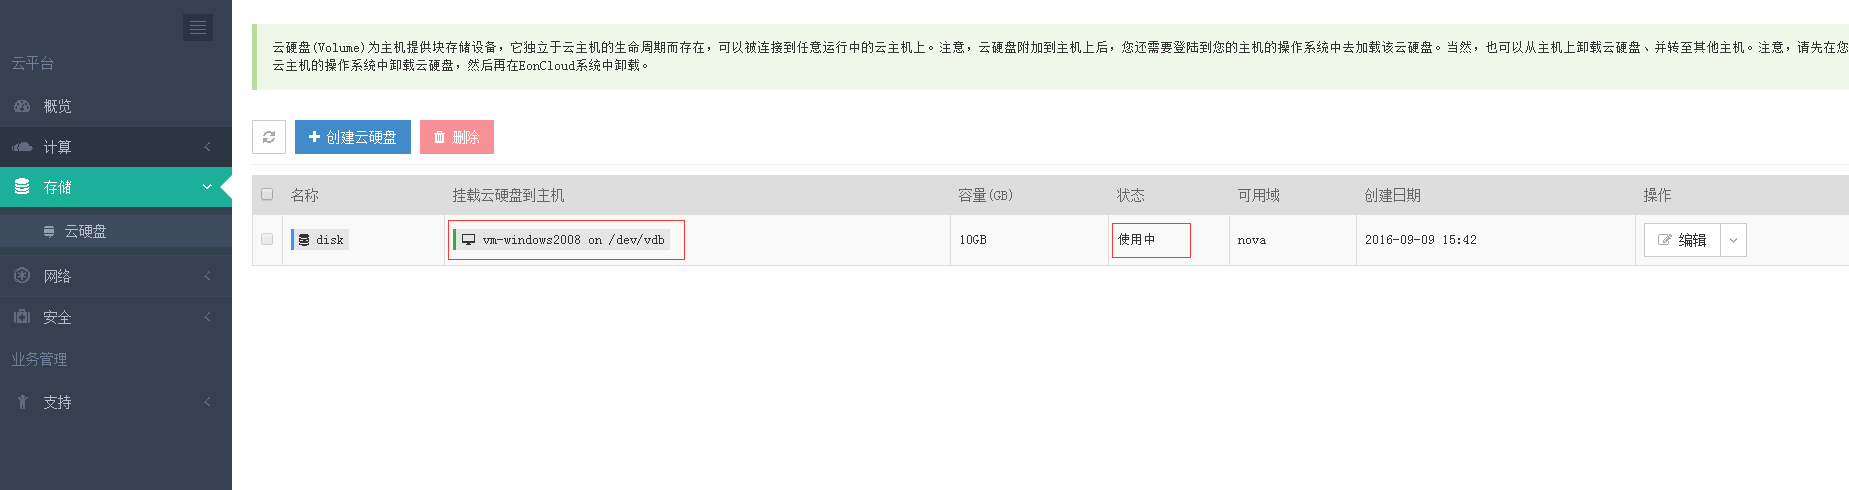 云硬盘(Volume)为主机提供块存储设备，它独立于云主机的生命周期而存在，可以被连接到任意运行中的云主机上。注意，云硬盘附加到主机上后，您还需要登陆到您的主机的操作系统中去加载该云硬盘。当然，也可以从主机上卸载云硬盘、并转至其他主机。注意，请先在您
云主机的操作系统中卸载云硬盘，然后再在EonCloud系统中卸载。
云平台
概览
计算
存储
云硬盘
网络
安全
业务管理
支持
创建云硬盘 删除
名称 挂载云硬盘到主机 容量(GB) 状态 可用域 创建日期 操作
disk vm-windows2008 on /dev/vdb 10GB 使用中 nova 2016-09-09 15:42 编辑